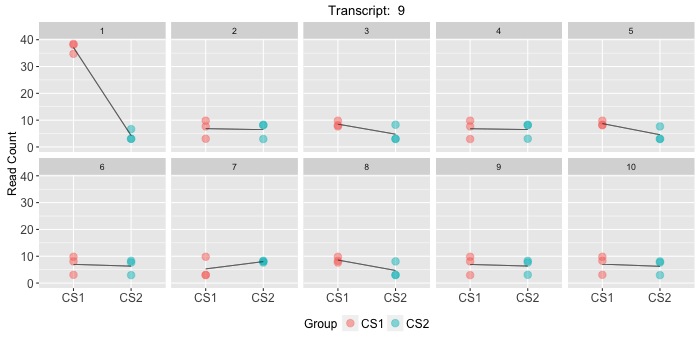 Transcript: 9
1 2 3 4 5
40
30
20
10
0
Read Count
6 7 8 9 10
40
30
20
10
0
CS1 CS2 CS1 CS2 CS1 CS2 CS1 CS2 CS1 CS2
Group CS1 CS2